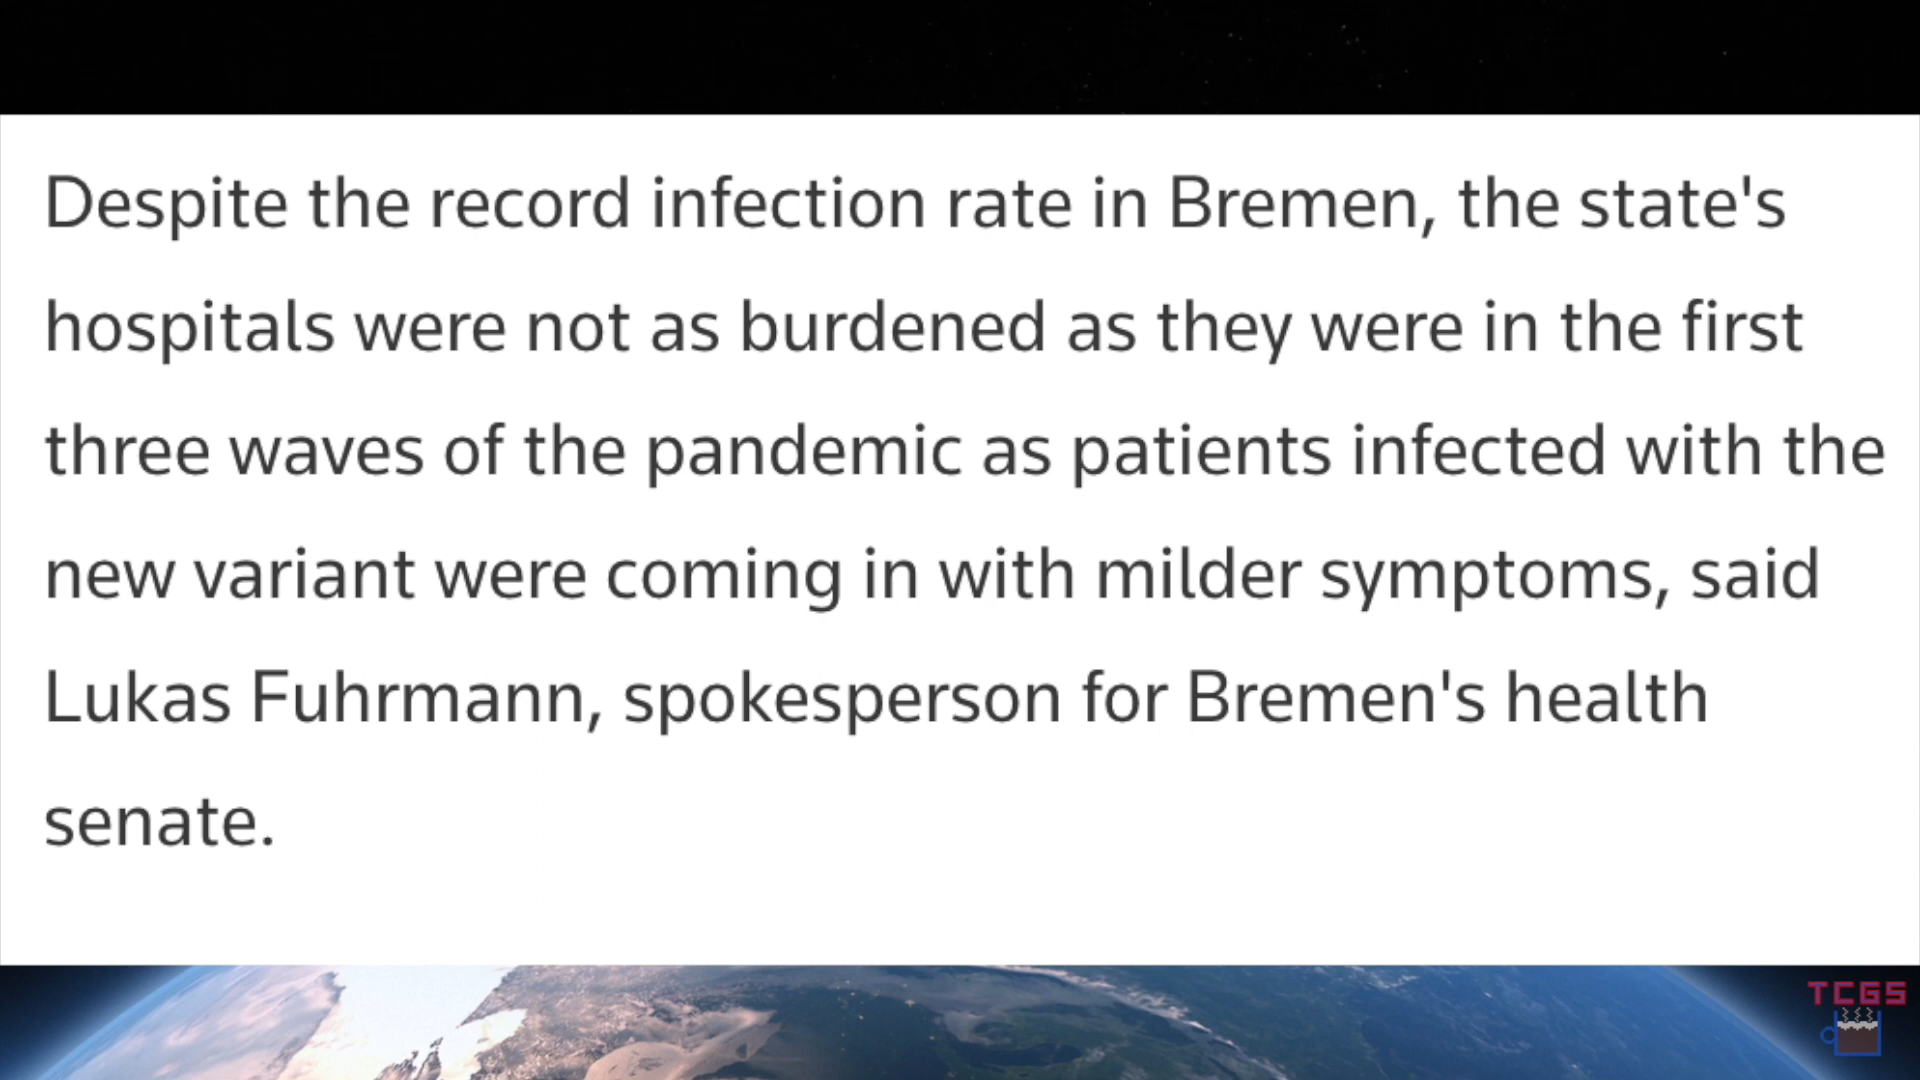 Despite the record infection rate in Bremen, the state's
hospitals were not as burdened as they were in the first
three waves of the pandemic as patients infected with the
new variant were coming in with milder symptoms, said
Lukas Fuhrmann, spokesperson for Bremen's health
senate.
TCGS